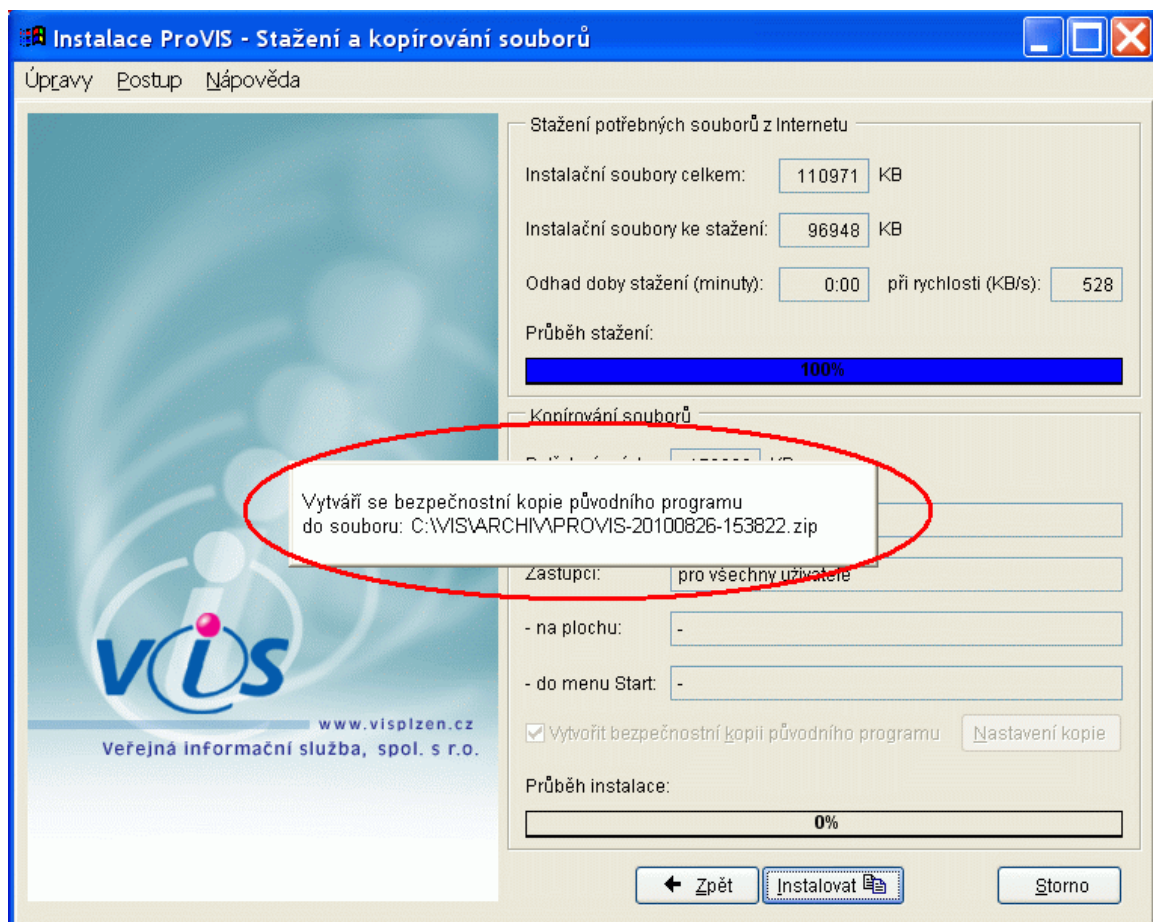 Instalace ProVIS - Stažení a kopírování souborů
Úpravy Postup Nápověda
Stažení potřebných souborů z Internetu
Instalační soubory celkem: 110971 KB
Instalační soubory ke stažení: 96948 KB
Odhad doby stažení (minuty): 0:00 při rychlosti (KB/s): 528
Průběh stažení:
100%
Kopírování souborů
Vytváří se bezpečnostní kopie původního programu
do souboru: C:\VIS\ARCHIV\PROVIS-20100826-153822.zip
Zástupci: pro všechny uživatele
- na plochu: -
- do menu Start: -
Vytvořit bezpečnostní kopii původního programu Nastavení kopie
Průběh instalace:
0%
Zpět Instalovat Storno
vis
www.visplzen.cz
Veřejná informační služba, spol. s r.o.